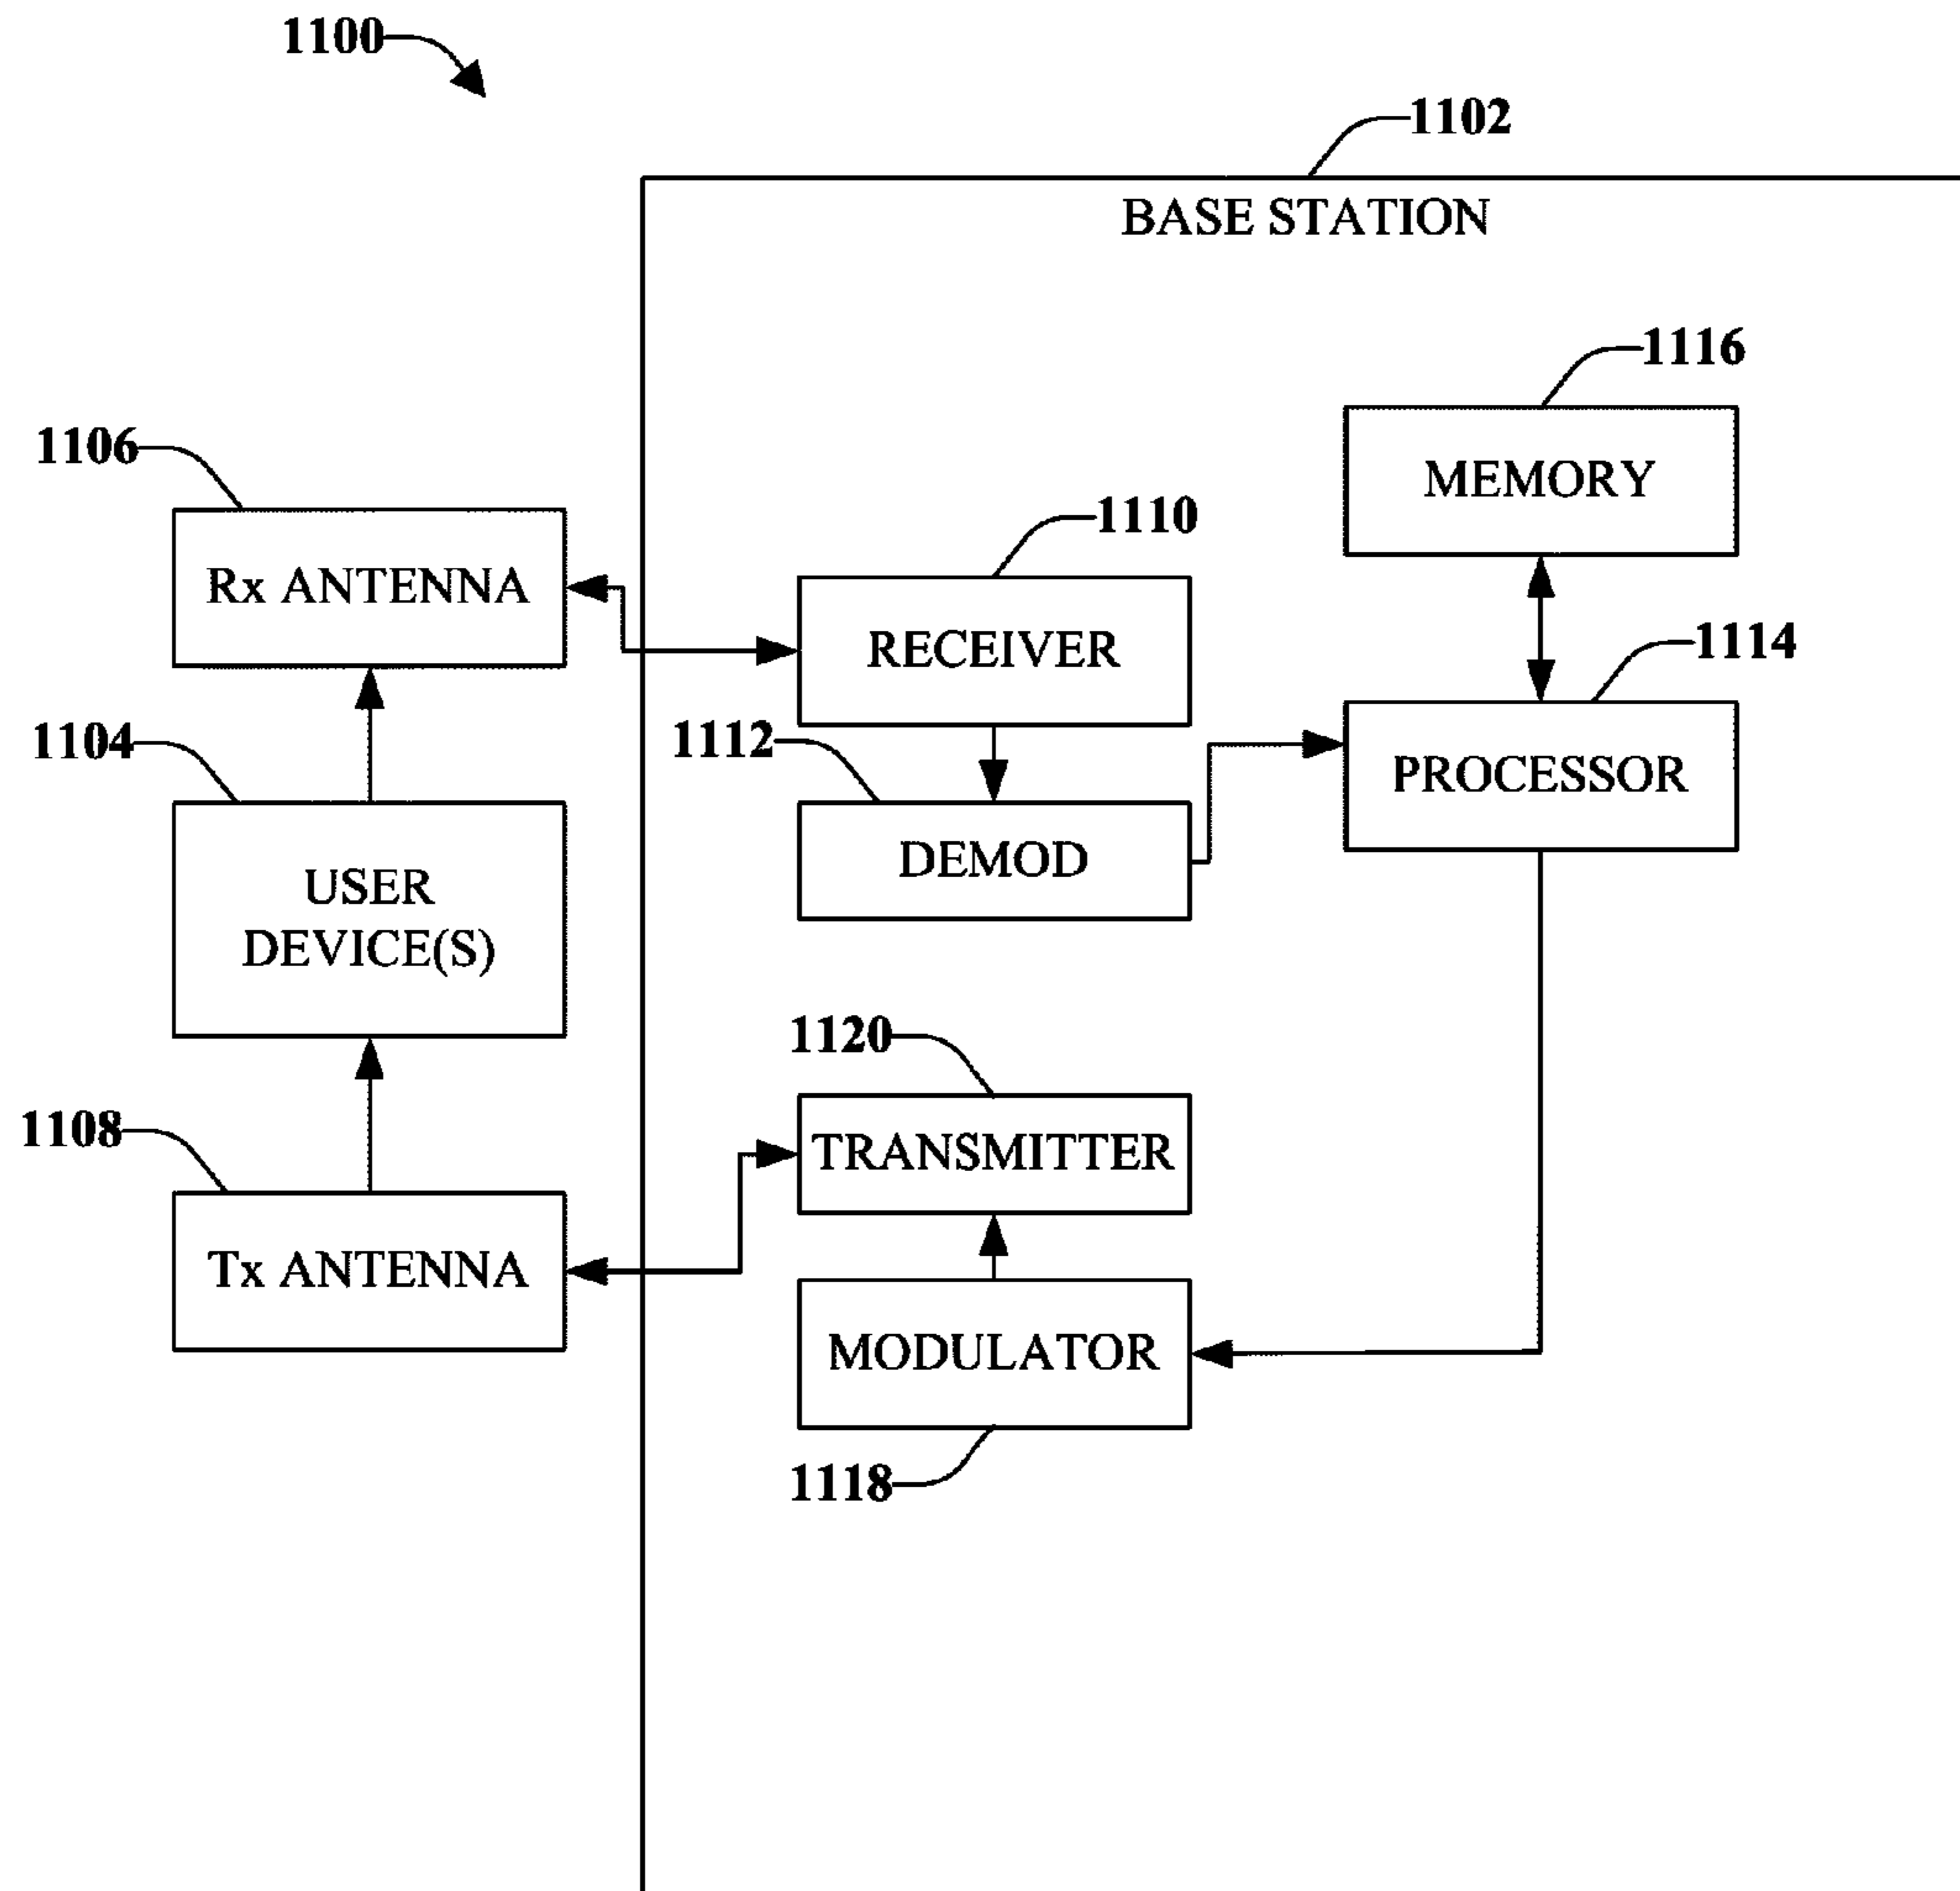 1100
1102
BASE STATION
1116
MEMORY
1106
Rx ANTENNA
1110
RECEIVER
1114
PROCESSOR
1104
USER
DEVICE(S)
1112
DEMOD
1120
TRANSMITTER
1108
Tx ANTENNA
MODULATOR
1118